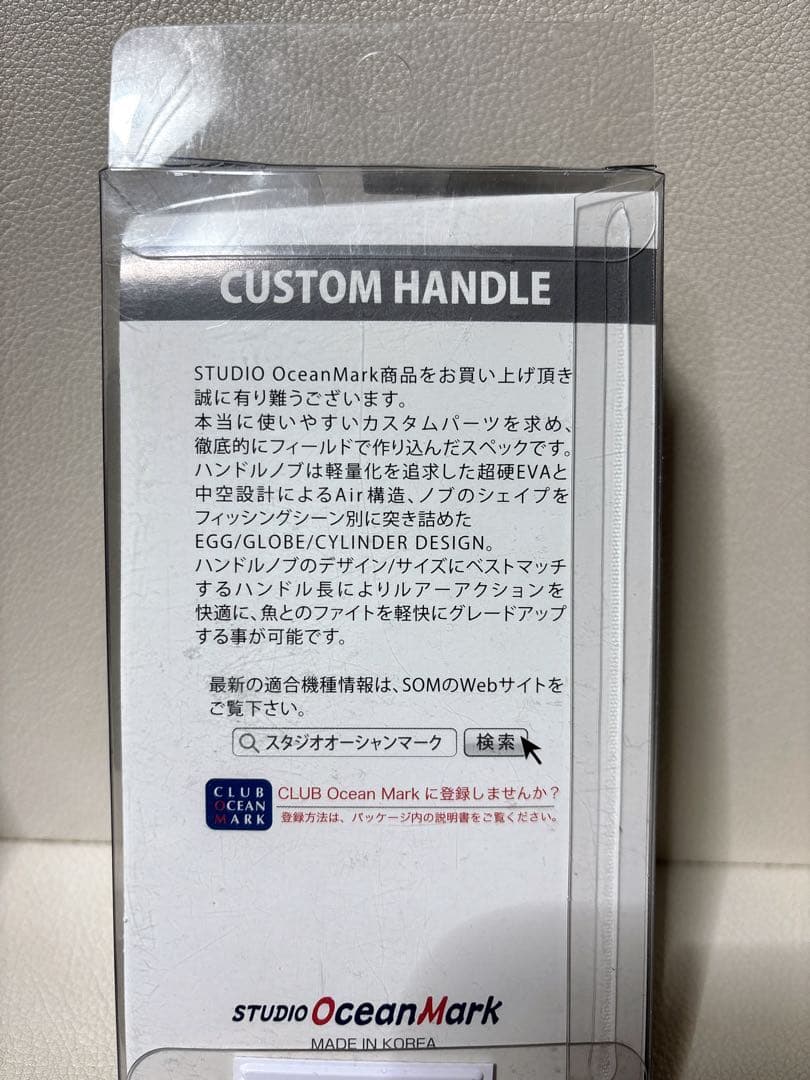 CUSTOM HANDLE
STUDIO OceanMark商品をお買い上げ頂き
誠に有り難うございます。
本当に使いやすいカスタムパーツを求め、
徹底的にフィールドで作り込んだスペックです。
ハンドルノブは軽量化を追求した超硬EVAと
中空設計によるAir構造、ノブのシェイプを
フィッシングシーン別に突き詰めた
EGG/GLOBE/CYLINDER DESIGN。
ハンドルノブのデザイン/サイズにベストマッチ
するハンドル長によりルアーアクションを
快適に、魚とのファイトを軽快にグレードアップ
する事が可能です。
最新の適合機種情報は、SOMのWebサイトを
ご覧下さい。
スタジオオーシャンマーク 検索
CLUB
OCEAN
MARK
CLUB Ocean Mark に登録しませんか？
登録方法は、パッケージ内の説明書をご覧ください。
STUDIO OceanMark
MADE IN KOREA